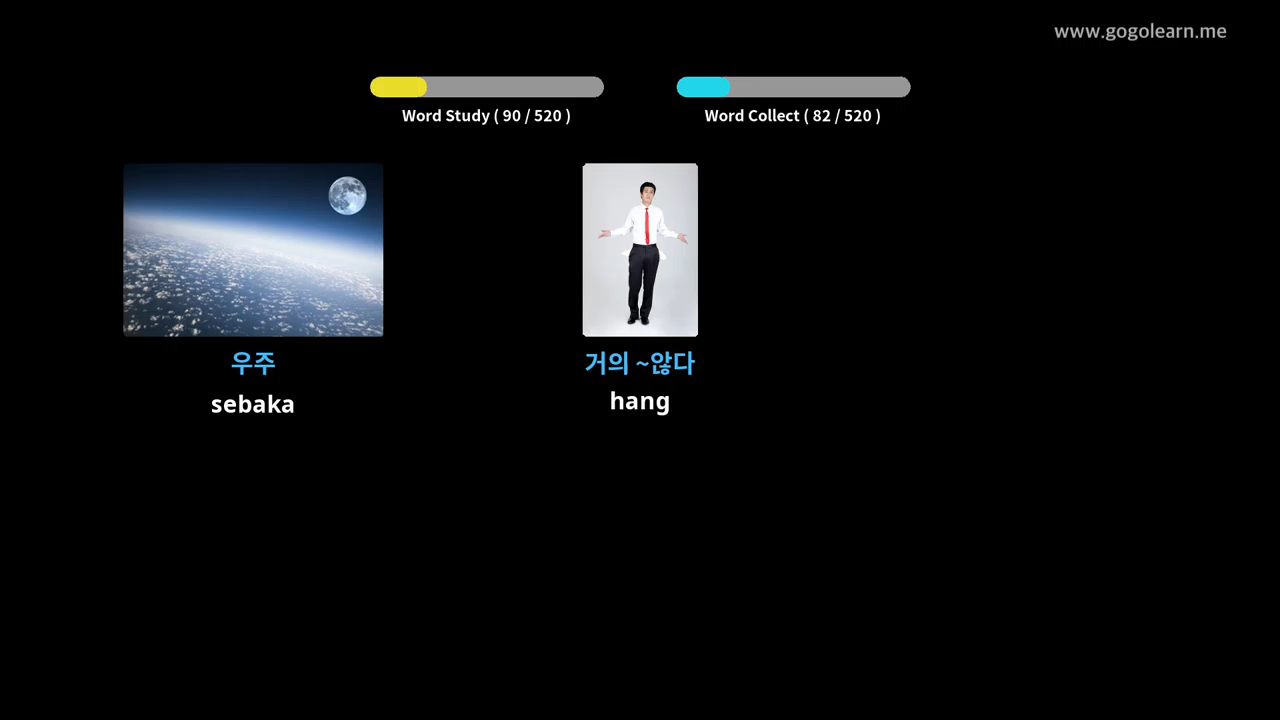 www.gogolearn.me
Word Study ( 90 / 520 )
Word Collect ( 82 / 520 )
우주
sebaka
거의 ~않다
hang